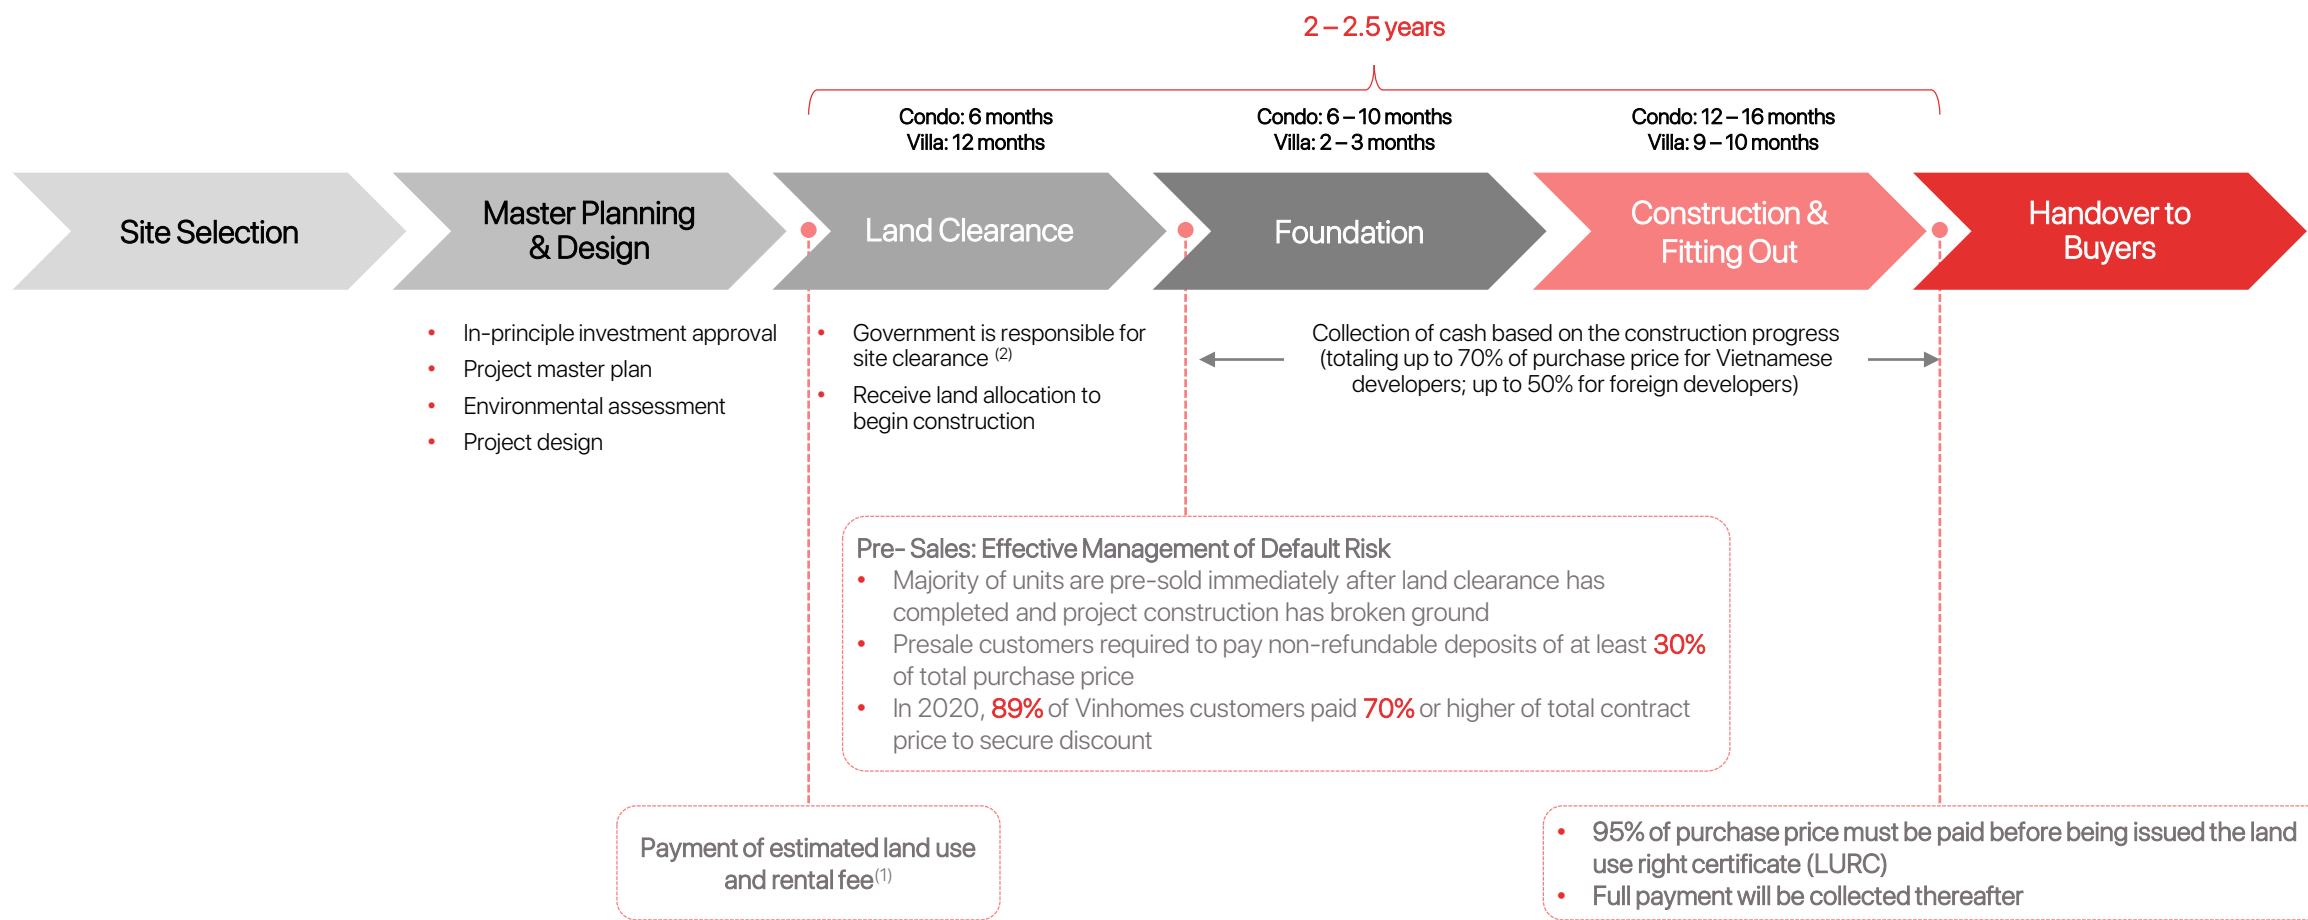 2 – 2.5 years
Condo: 6 months
Villa: 12 months
Condo: 6 – 10 months
Villa: 2 – 3 months
Condo: 12 – 16 months
Villa: 9 – 10 months
Site Selection
Master Planning
& Design
Land Clearance
Foundation
Construction &
Fitting Out
Handover to
Buyers
• In-principle investment approval
• Project master plan
• Environmental assessment
• Project design
• Government is responsible for
site clearance (2)
• Receive land allocation to
begin construction
Collection of cash based on the construction progress
(totaling up to 70% of purchase price for Vietnamese
developers; up to 50% for foreign developers)
Pre- Sales: Effective Management of Default Risk
• Majority of units are pre-sold immediately after land clearance has
completed and project construction has broken ground
• Presale customers required to pay non-refundable deposits of at least 30%
of total purchase price
• In 2020, 89% of Vinhomes customers paid 70% or higher of total contract
price to secure discount
Payment of estimated land use
and rental fee(1)
• 95% of purchase price must be paid before being issued the land
use right certificate (LURC)
• Full payment will be collected thereafter